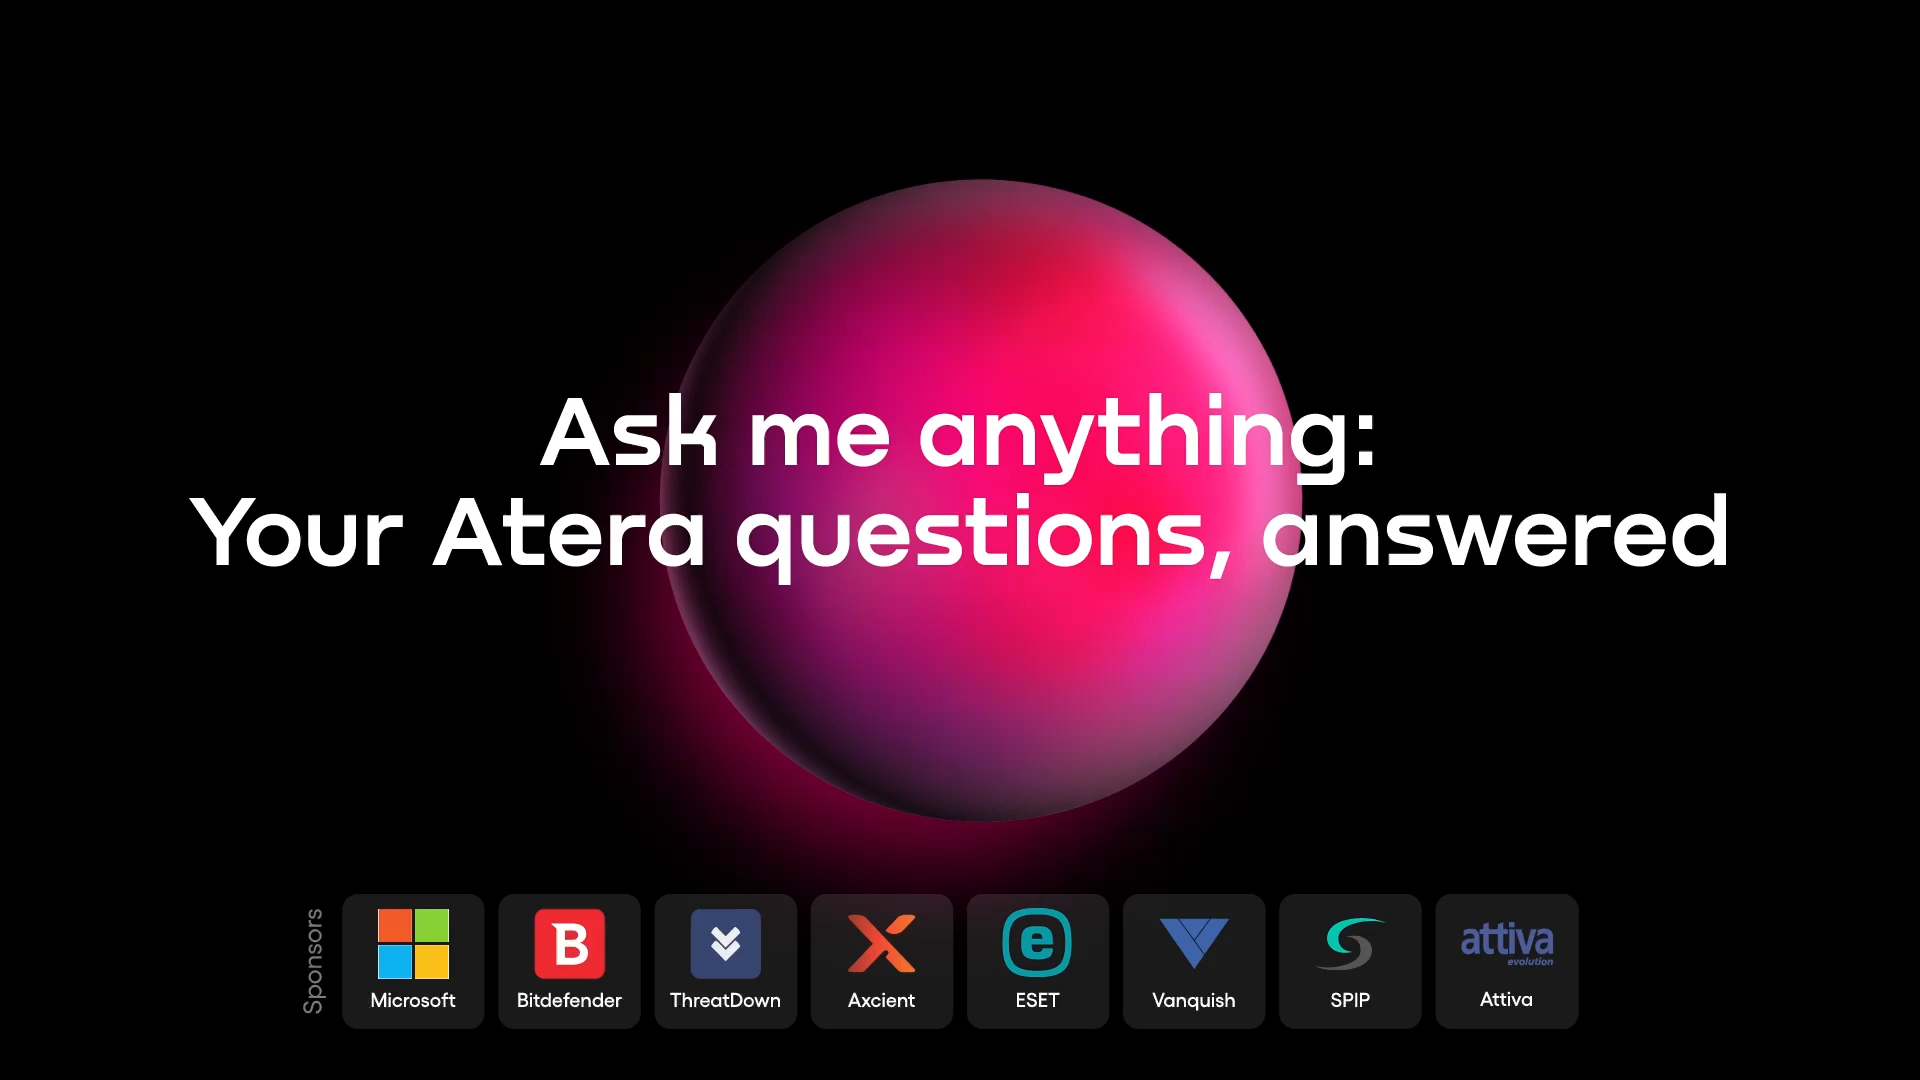 Ask me anything:
Your Atera questions, answered
Sponsors
Microsoft
B
Bitdefender
ThreatDown
Axcient
e
ESET
Vanquish
SPIP
attiva
evolution
Attiva